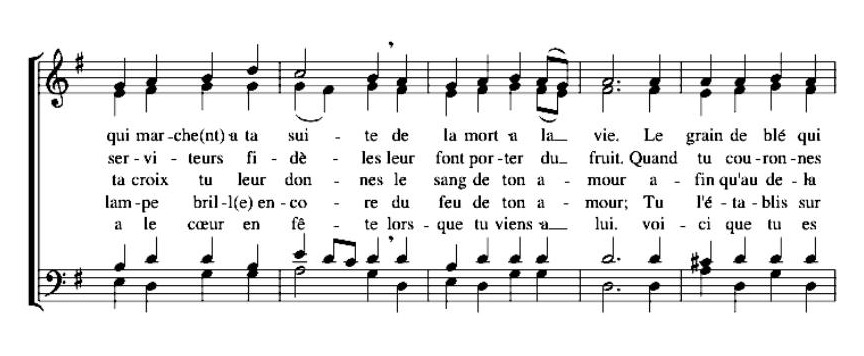 qui mar-che(nt) a ta sui - te de la mort a la_ vie. Le grain de blé qui
ser - vi - teurs fi - dè - les leur font por-ter du_ fruit. Quand tu cou-ron-nes
ta croix tu leur don - nes le sang de ton a - mour a - fin qu'au de-là
lam-pe bril-l(e) en-co - re du feu de ton a - mour; Tu l'é-ta-blis sur
a le cœur en fê - te lors-que tu viens a_ lui. voi - ci que tu es